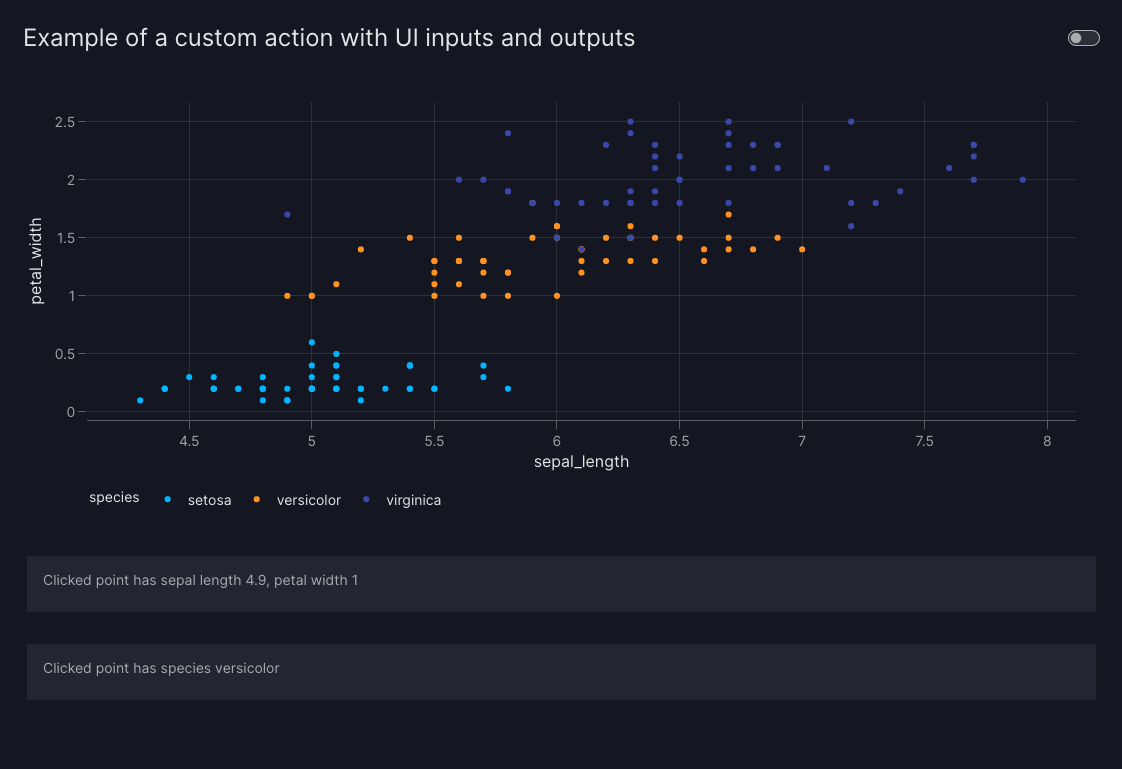 Example of a custom action with UI inputs and outputs
petal_width
2.5
2
1.5
1
0.5
0
4.5 5 5.5 6 6.5 7 7.5 8
sepal_length
species setosa versicolor virginica
Clicked point has sepal length 4.9, petal width 1
Clicked point has species versicolor